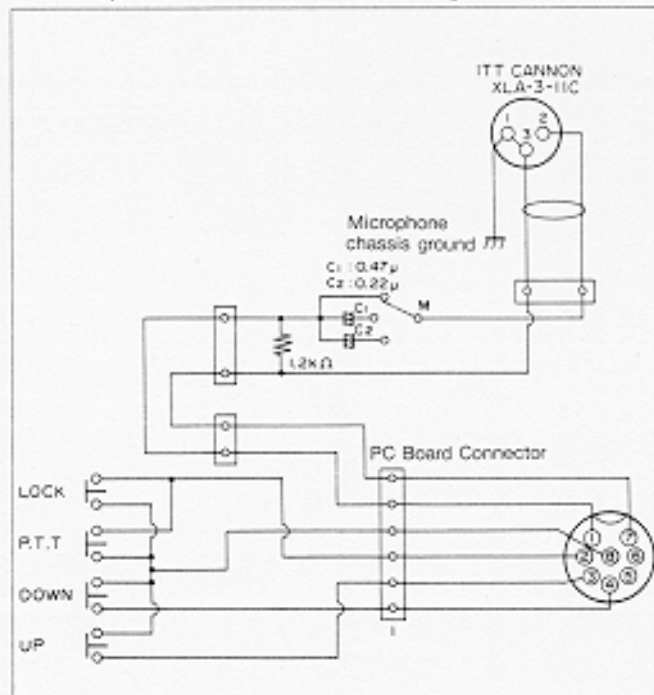 ITT CANNON
XLA-3-11C
1 2
3
Microphone
chassis ground
C1 : 0.47μ
C2 : 0.22μ
M
C1
C2
1.2KΩ
PC Board Connector
LOCK
P.T.T
DOWN
UP
1 7
2 8 6
3 4 5
1